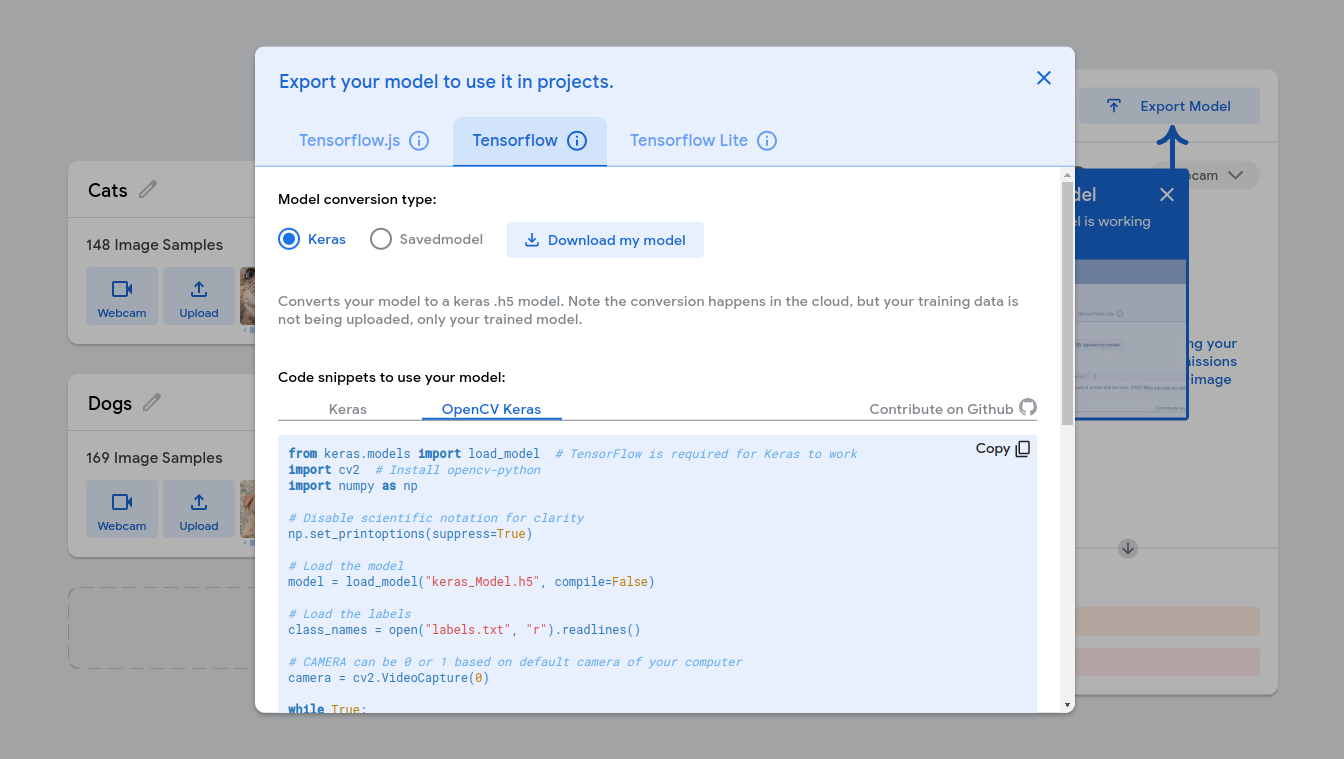 Export your model to use it in projects.
Tensorflow.js
Tensorflow
Tensorflow Lite
Export Model
Cats
148 Image Samples
Webcam
Upload
Dogs
169 Image Samples
Webcam
Upload
Model conversion type:
Keras
Savedmodel
Download my model
Converts your model to a keras .h5 model. Note the conversion happens in the cloud, but your training data is
not being uploaded, only your trained model.
Code snippets to use your model:
Keras
OpenCV Keras
Contribute on Github
Copy
from keras.models import load_model  # TensorFlow is required for Keras to work
import cv2  # Install opencv-python
import numpy as np
# Disable scientific notation for clarity
np.set_printoptions(suppress=True)
# Load the model
model = load_model("keras_Model.h5", compile=False)
# Load the labels
class_names = open("labels.txt", "r").readlines()
# CAMERA can be 0 or 1 based on default camera of your computer
camera = cv2.VideoCapture(0)
while True:
cam
del
el is working
Tensorflow Lite
Upload my model
ng your
issions
image